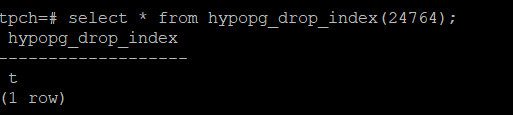 tpch=# select * from hypopg_drop_index(24764);
hypopg_drop_index
-------------------
t
(1 row)